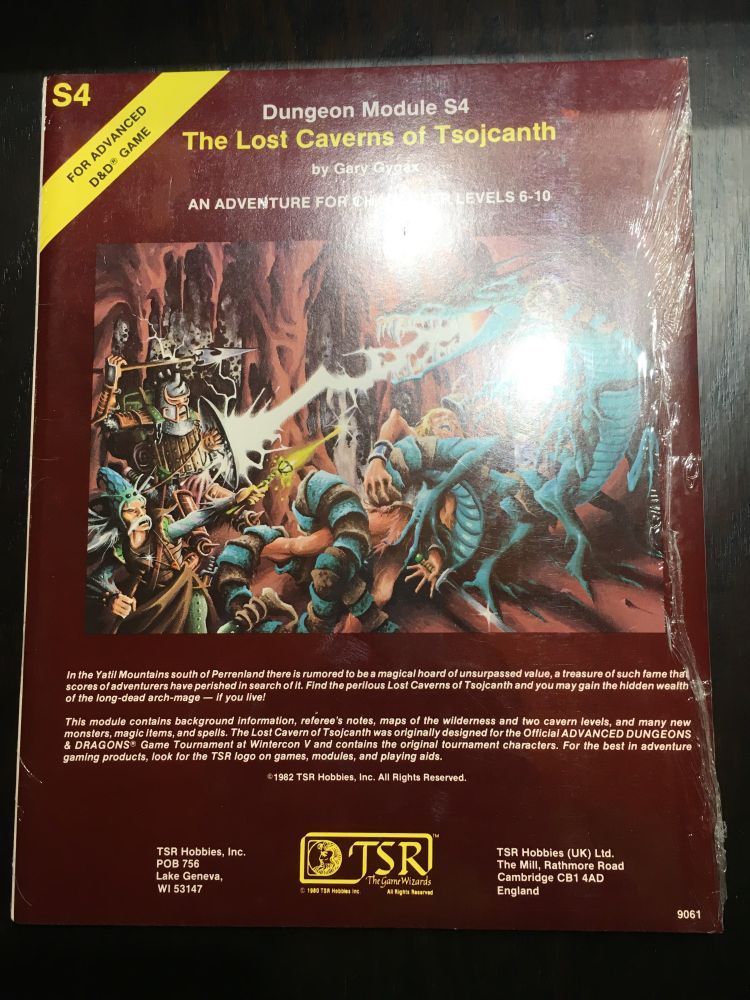 S4
FOR ADVANCED
D&D® GAME
Dungeon Module S4
The Lost Caverns of Tsojcanth
by Gary Gygax
AN ADVENTURE FOR CHARACTER LEVELS 6-10
In the Yatil Mountains south of Perrenland there is rumored to be a magical hoard of unsurpassed value, a treasure of such fame that
scores of adventurers have perished in search of it. Find the perilous Lost Caverns of Tsojcanth and you may gain the hidden wealth
of the long-dead arch-mage — if you live!
This module contains background information, referee's notes, maps of the wilderness and two cavern levels, and many new
monsters, magic items, and spells. The Lost Cavern of Tsojcanth was originally designed for the Official ADVANCED DUNGEONS
& DRAGONS® Game Tournament at Wintercon V and contains the original tournament characters. For the best in adventure
gaming products, look for the TSR logo on games, modules, and playing aids.
©1982 TSR Hobbies, Inc. All Rights Reserved.
TSR Hobbies, Inc.
POB 756
Lake Geneva,
WI 53147
TSR™
The Game Wizards
© 1980 TSR Hobbies Inc. All Rights Reserved
TSR Hobbies (UK) Ltd.
The Mill, Rathmore Road
Cambridge CB1 4AD
England
9061